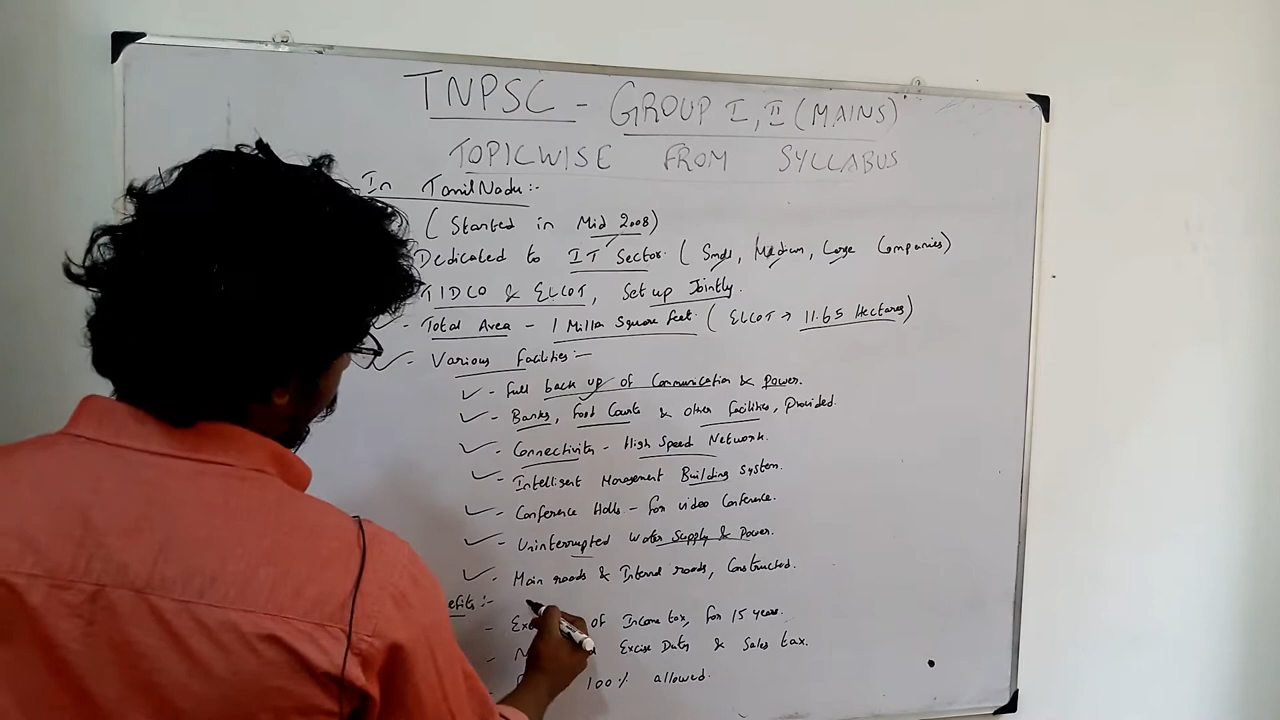 TNPSC - GROUP I, II (MAINS)
TOPICWISE FROM SYLLABUS
In TamilNadu:-
(Started in Mid 2008)
Dedicated to IT Sector. (Small, Medium, Large Companies)
TIDCO & ELCOT, Set up Jointly.
- Total Area - 1 Million Square feet. (ELCOT → 11.65 Hectares)
- Various Facilities:-
- Full back up of Communication & Power.
- Banks, Food Courts & other facilities, Provided.
- Connectivity - High Speed Network.
- Intelligent Management Building System.
- Conference Halls - for video Conference.
- Uninterrupted Water Supply & Power.
- Main roads & Internal roads, Constructed.
efits:-
- Exe of Income tax, for 15 years.
- Excise Duty & Sales tax.
100% allowed.